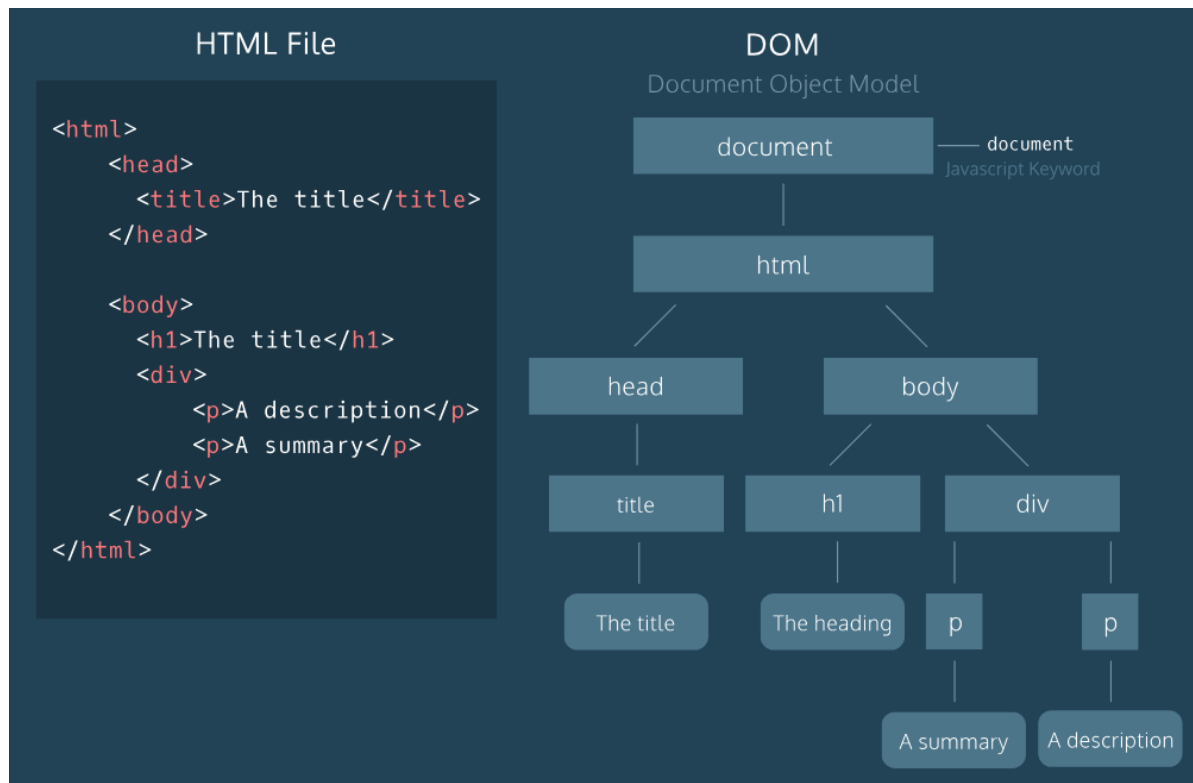 HTML File
<html>
<head>
<title>The title</title>
</head>
<body>
<h1>The title</h1>
<div>
<p>A description</p>
<p>A summary</p>
</div>
</body>
</html>
DOM
Document Object Model
document
document
Javascript Keyword
html
head body
title h1 div
The title The heading p p
A summary A description